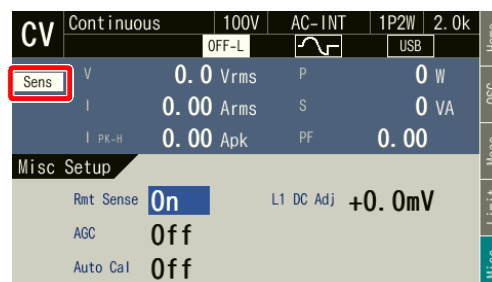 CV Continuous 100V AC-INT 1P2W 2.0k
OFF-L USB
Sens V 0.0 Vrms P 0 W
I 0.00 Arms S 0 VA
I PK-H 0.00 Apk PF 0.00
Misc Setup
Rmt Sense On L1 DC Adj +0.0mV
AGC Off
Auto Cal Off
OSC
Limit
Misc